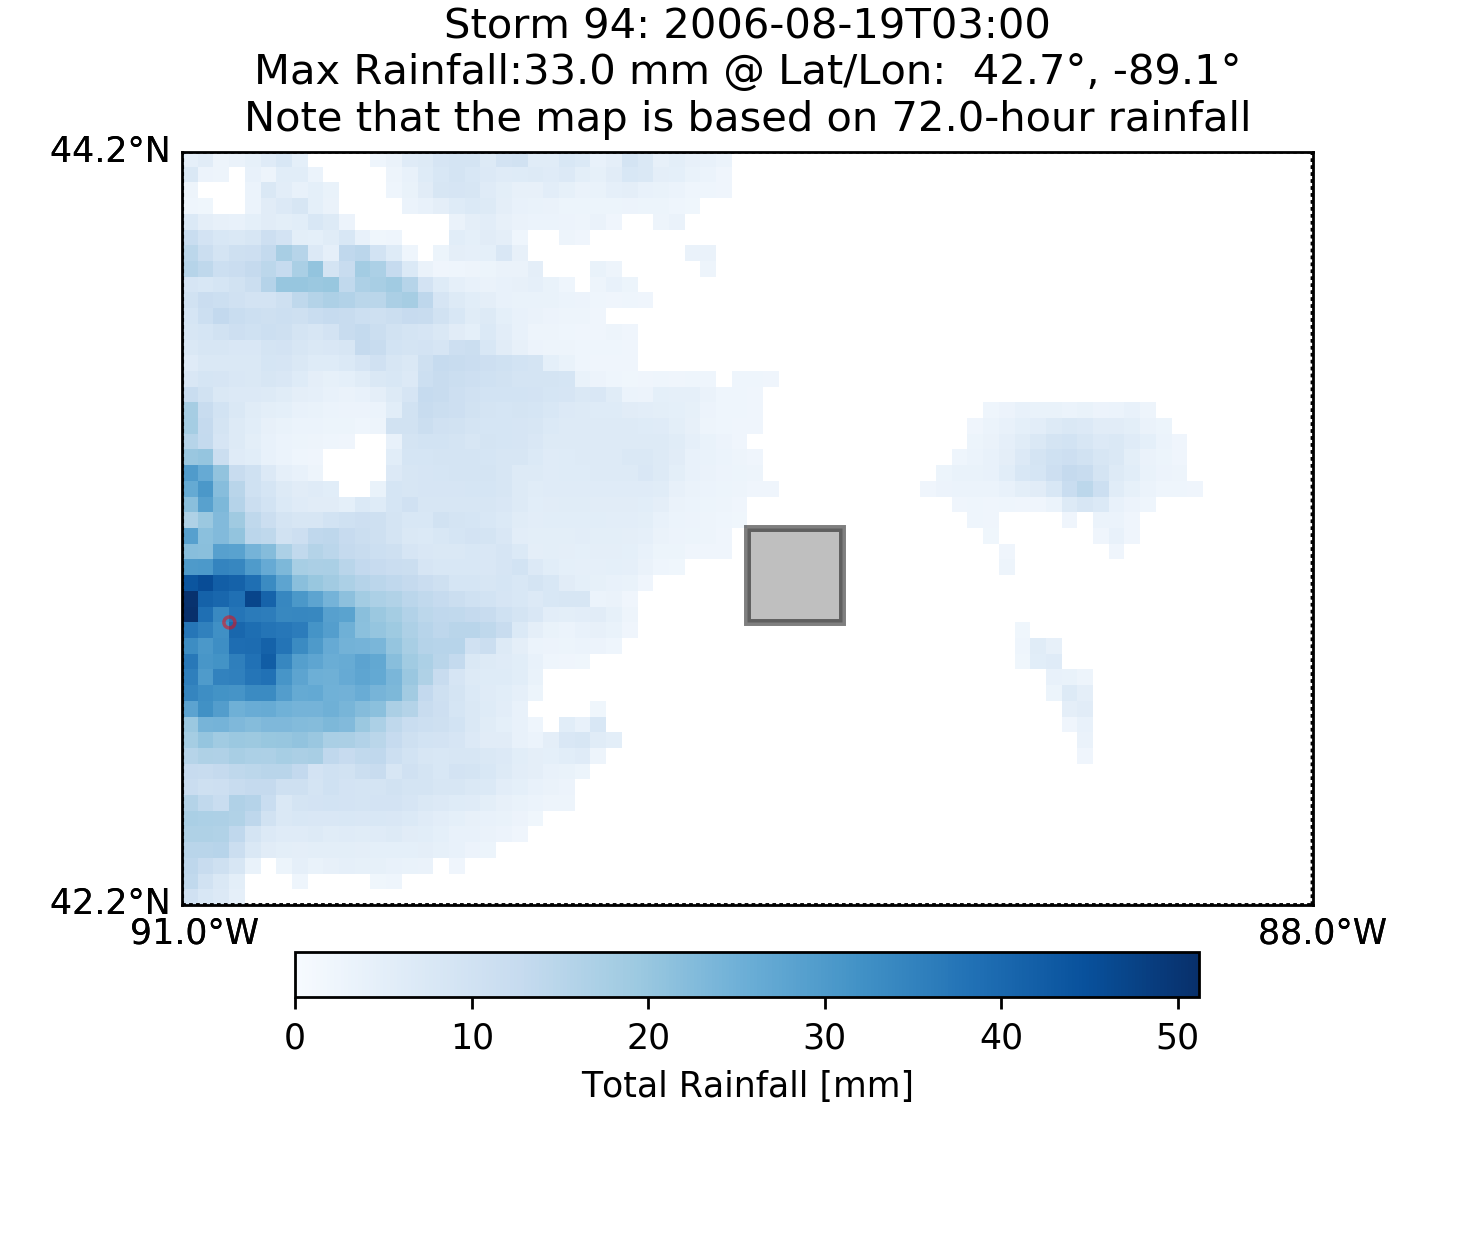 Storm 94: 2006-08-19T03:00
Max Rainfall:33.0 mm @ Lat/Lon:  42.7°, -89.1°
Note that the map is based on 72.0-hour rainfall
44.2°N
42.2°N
91.0°W
88.0°W
0 10 20 30 40 50
Total Rainfall [mm]